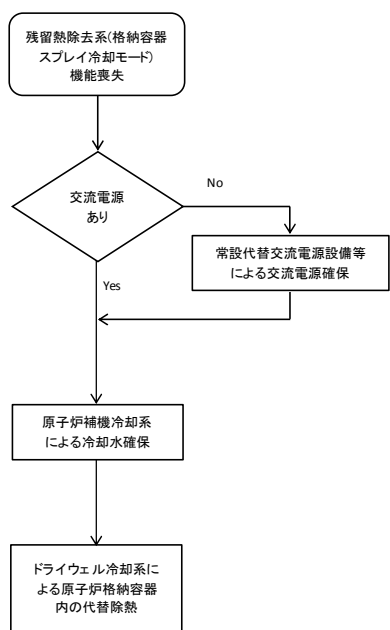 残留熱除去系(格納容器
スプレイ冷却モード)
機能喪失
交流電源
あり
No
常設代替交流電源設備等
による交流電源確保
Yes
原子炉補機冷却系
による冷却水確保
ドライウェル冷却系に
よる原子炉格納容器
内の代替除熱